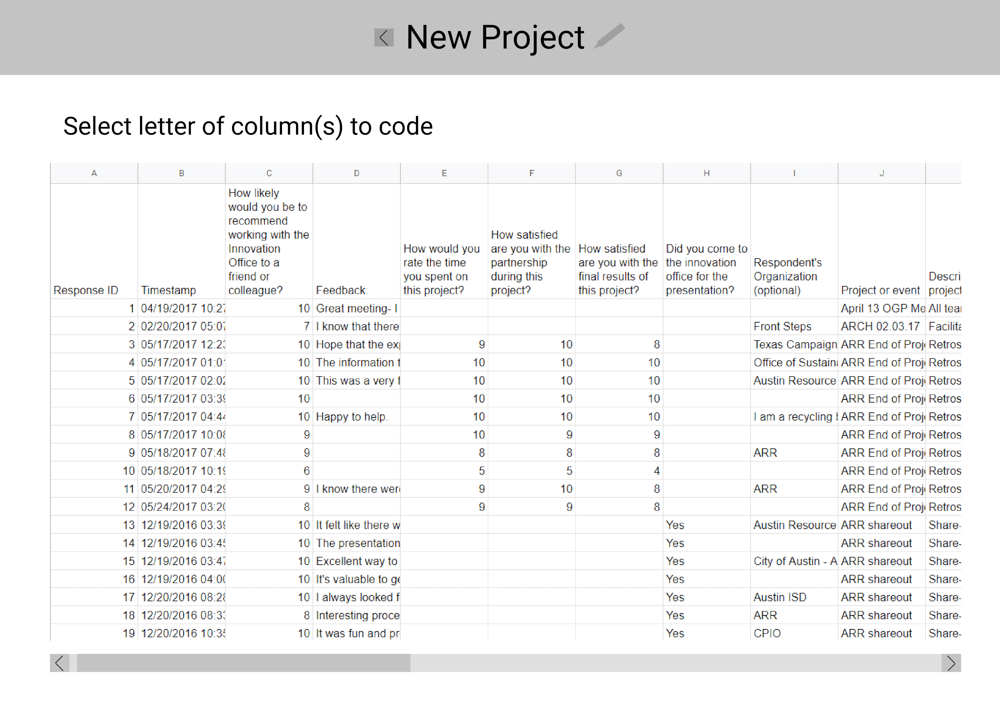 New Project
Select letter of column(s) to code
A B C D E F G H I J
Response ID
Timestamp
How likely
would you be to
recommend
working with the
Innovation
Office to a
friend or
colleague?
Feedback
How would you
rate the time
you spent on
this project?
How satisfied
are you with the
partnership
during this
project?
How satisfied
are you with the
final results of
this project?
Did you come to
the innovation
office for the
presentation?
Respondent's
Organization
(optional)
Project or event
Descri
project
1 04/19/2017 10:27 10 Great meeting- I April 13 OGP Me All tea
2 02/20/2017 05:07 7 I know that there Front Steps ARCH 02.03.17 Facilita
3 05/17/2017 12:23 10 Hope that the exp 9 10 8 Texas Campaign ARR End of Proj Retros
4 05/17/2017 01:01 10 The information t 10 10 10 Office of Sustain ARR End of Proj Retros
5 05/17/2017 02:02 10 This was a very f 10 10 10 Austin Resource ARR End of Proj Retros
6 05/17/2017 03:39 10 10 10 10 ARR End of Proj Retros
7 05/17/2017 04:44 10 Happy to help. 10 10 10 I am a recycling ARR End of Proj Retros
8 05/17/2017 10:08 9 10 9 9 ARR End of Proj Retros
9 05/18/2017 07:48 9 8 8 8 ARR ARR End of Proj Retros
10 05/18/2017 10:19 6 5 5 4 ARR End of Proj Retros
11 05/20/2017 04:29 9 I know there were 9 10 8 ARR ARR End of Proj Retros
12 05/24/2017 03:20 8 9 9 8 ARR End of Proj Retros
13 12/19/2016 03:39 10 It felt like there w Yes Austin Resource ARR shareout Share-
14 12/19/2016 03:45 10 The presentation Yes ARR shareout Share-
15 12/19/2016 03:47 10 Excellent way to Yes City of Austin - A ARR shareout Share-
16 12/19/2016 04:00 10 It's valuable to ge Yes ARR shareout Share-
17 12/20/2016 08:28 10 I always looked f Yes Austin ISD ARR shareout Share-
18 12/20/2016 08:33 8 Interesting proce Yes ARR ARR shareout Share-
19 12/20/2016 10:35 10 It was fun and pr Yes CPIO ARR shareout Share-